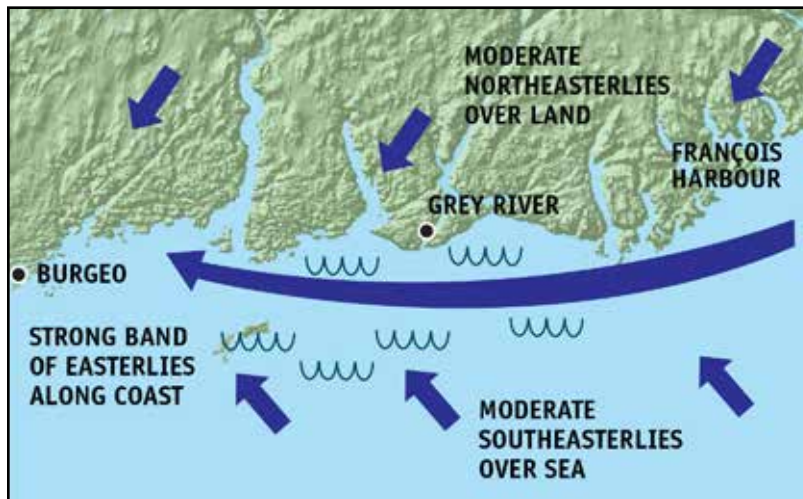 MODERATE
NORTHEASTERLIES
OVER LAND
FRANÇOIS
HARBOUR
GREY RIVER
BURGEO
STRONG BAND
OF EASTERLIES
ALONG COAST
MODERATE
SOUTHEASTERLIES
OVER SEA